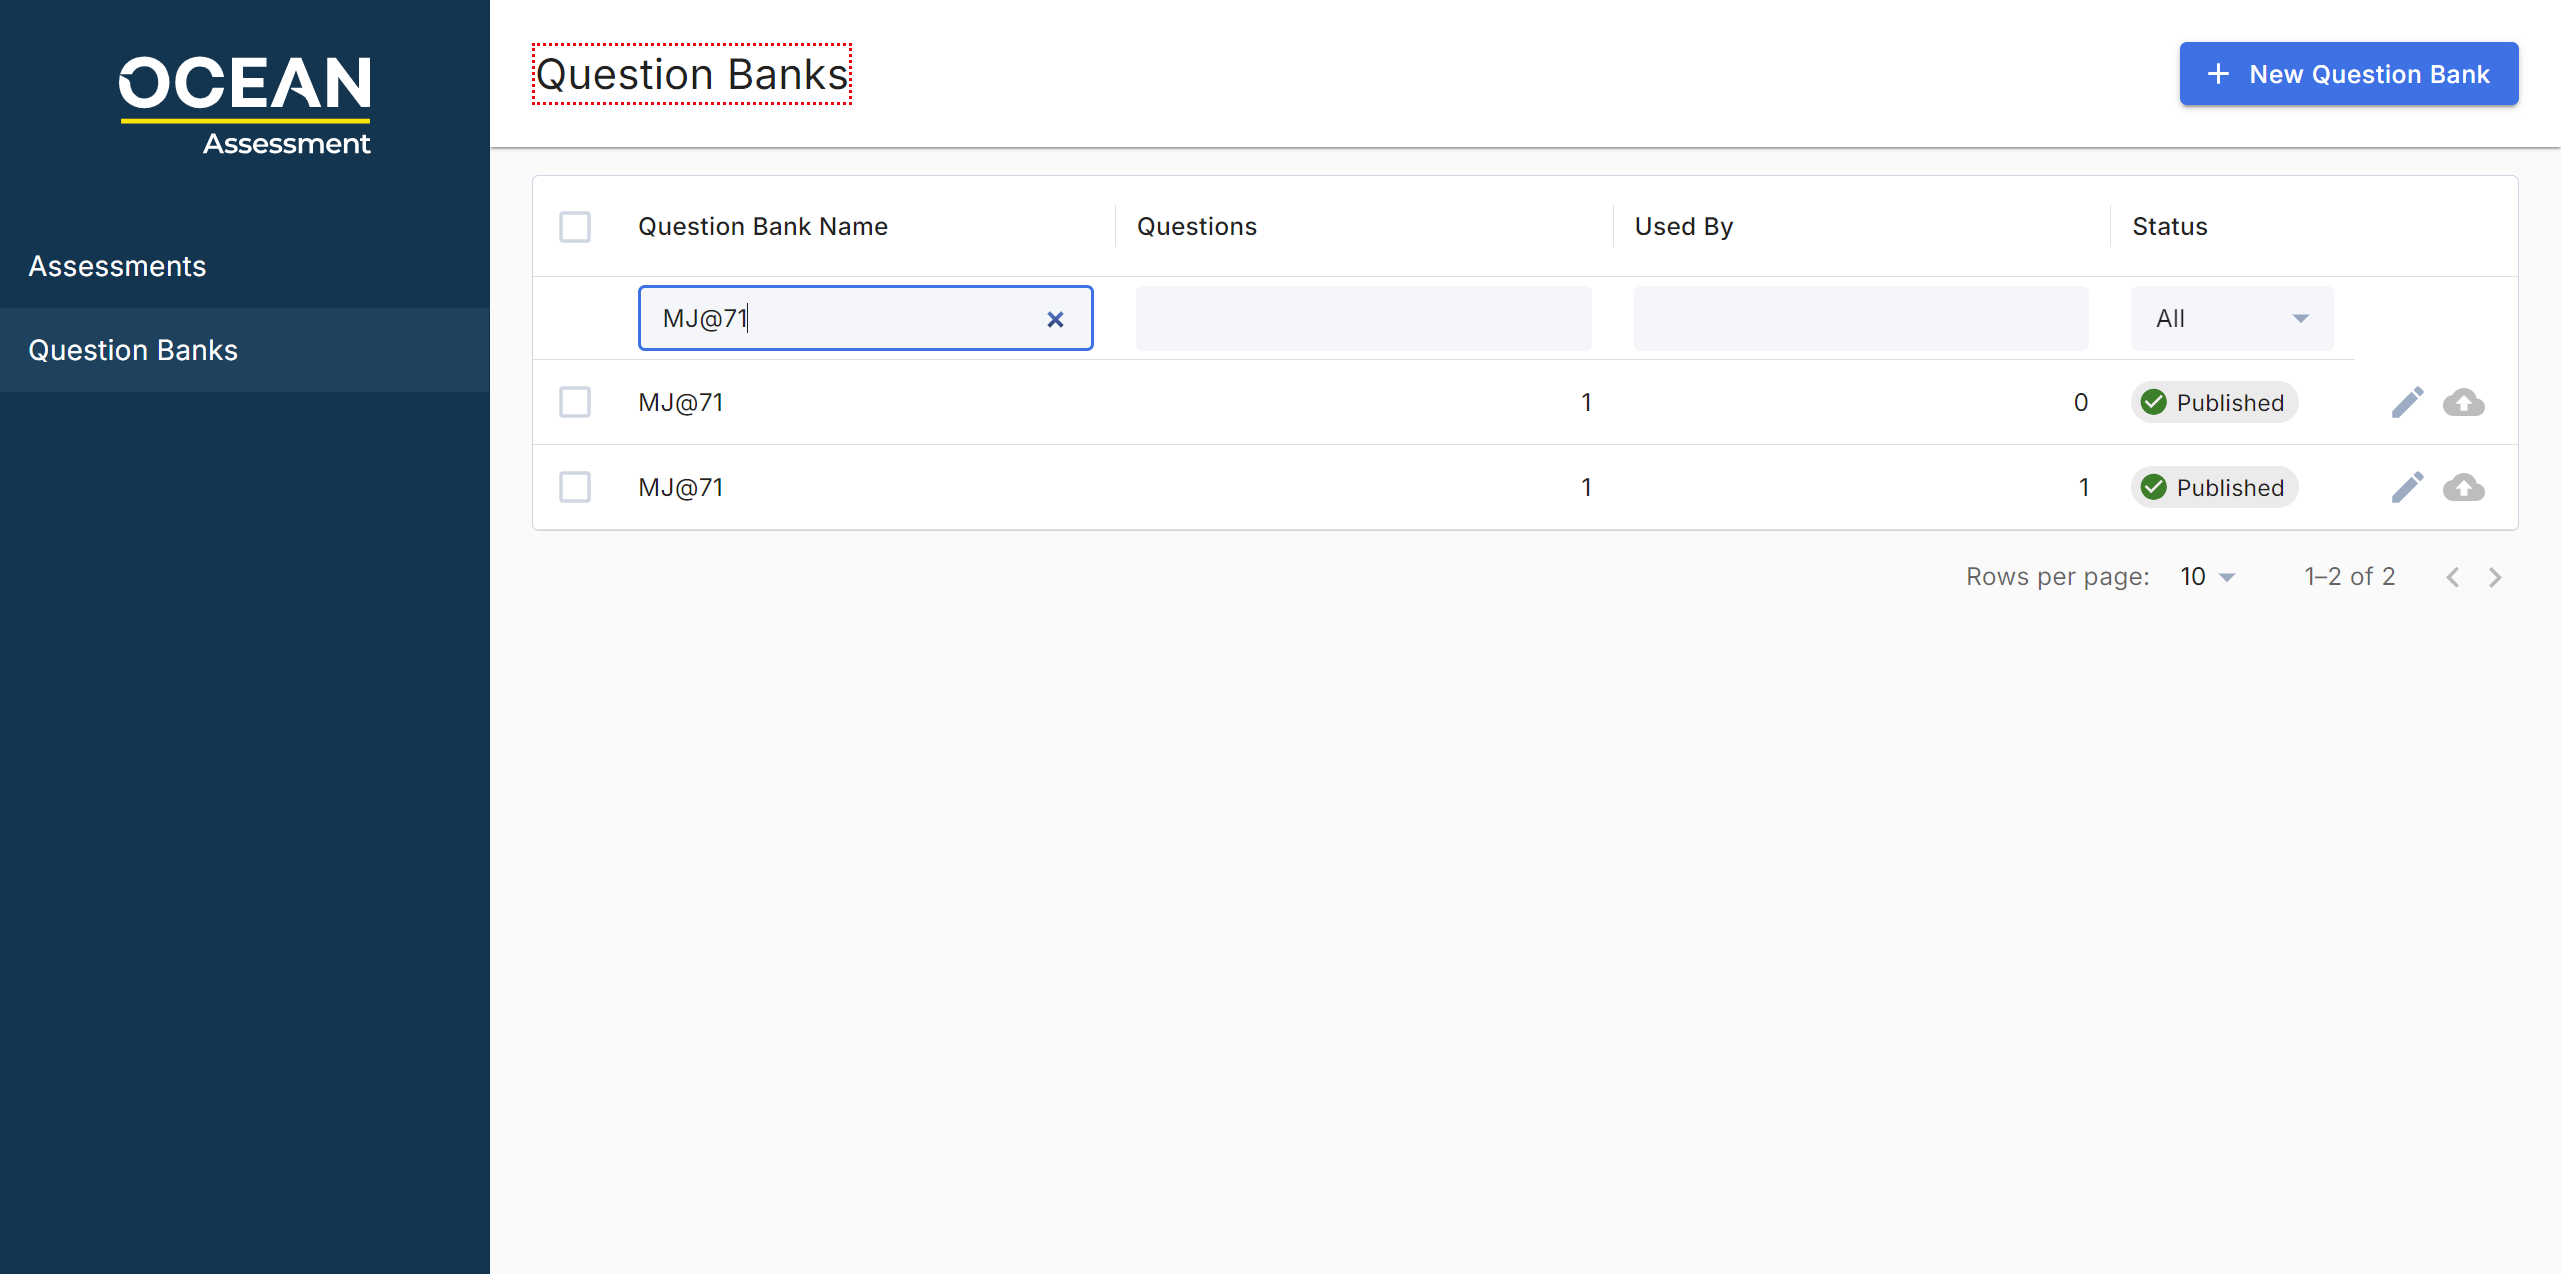 OCEAN
Assessment
Assessments
Question Banks
Question Banks
New Question Bank
Question Bank Name Questions Used By Status
MJ@71 All
MJ@71 1 0 Published
MJ@71 1 1 Published
Rows per page: 10 1–2 of 2